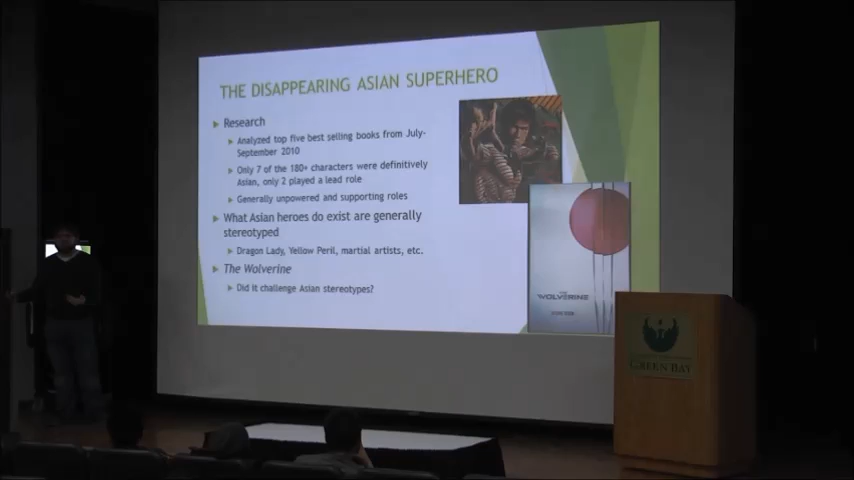 THE DISAPPEARING ASIAN SUPERHERO
Research
Analyzed top five best selling books from July-
September 2010
Only 7 of the 180+ characters were definitively
Asian, only 2 played a lead role
Generally unpowered and supporting roles
What Asian heroes do exist are generally
stereotyped
Dragon Lady, Yellow Peril, martial artists, etc.
The Wolverine
Did it challenge Asian stereotypes?
THE
WOLVERINE
GREEN BAY